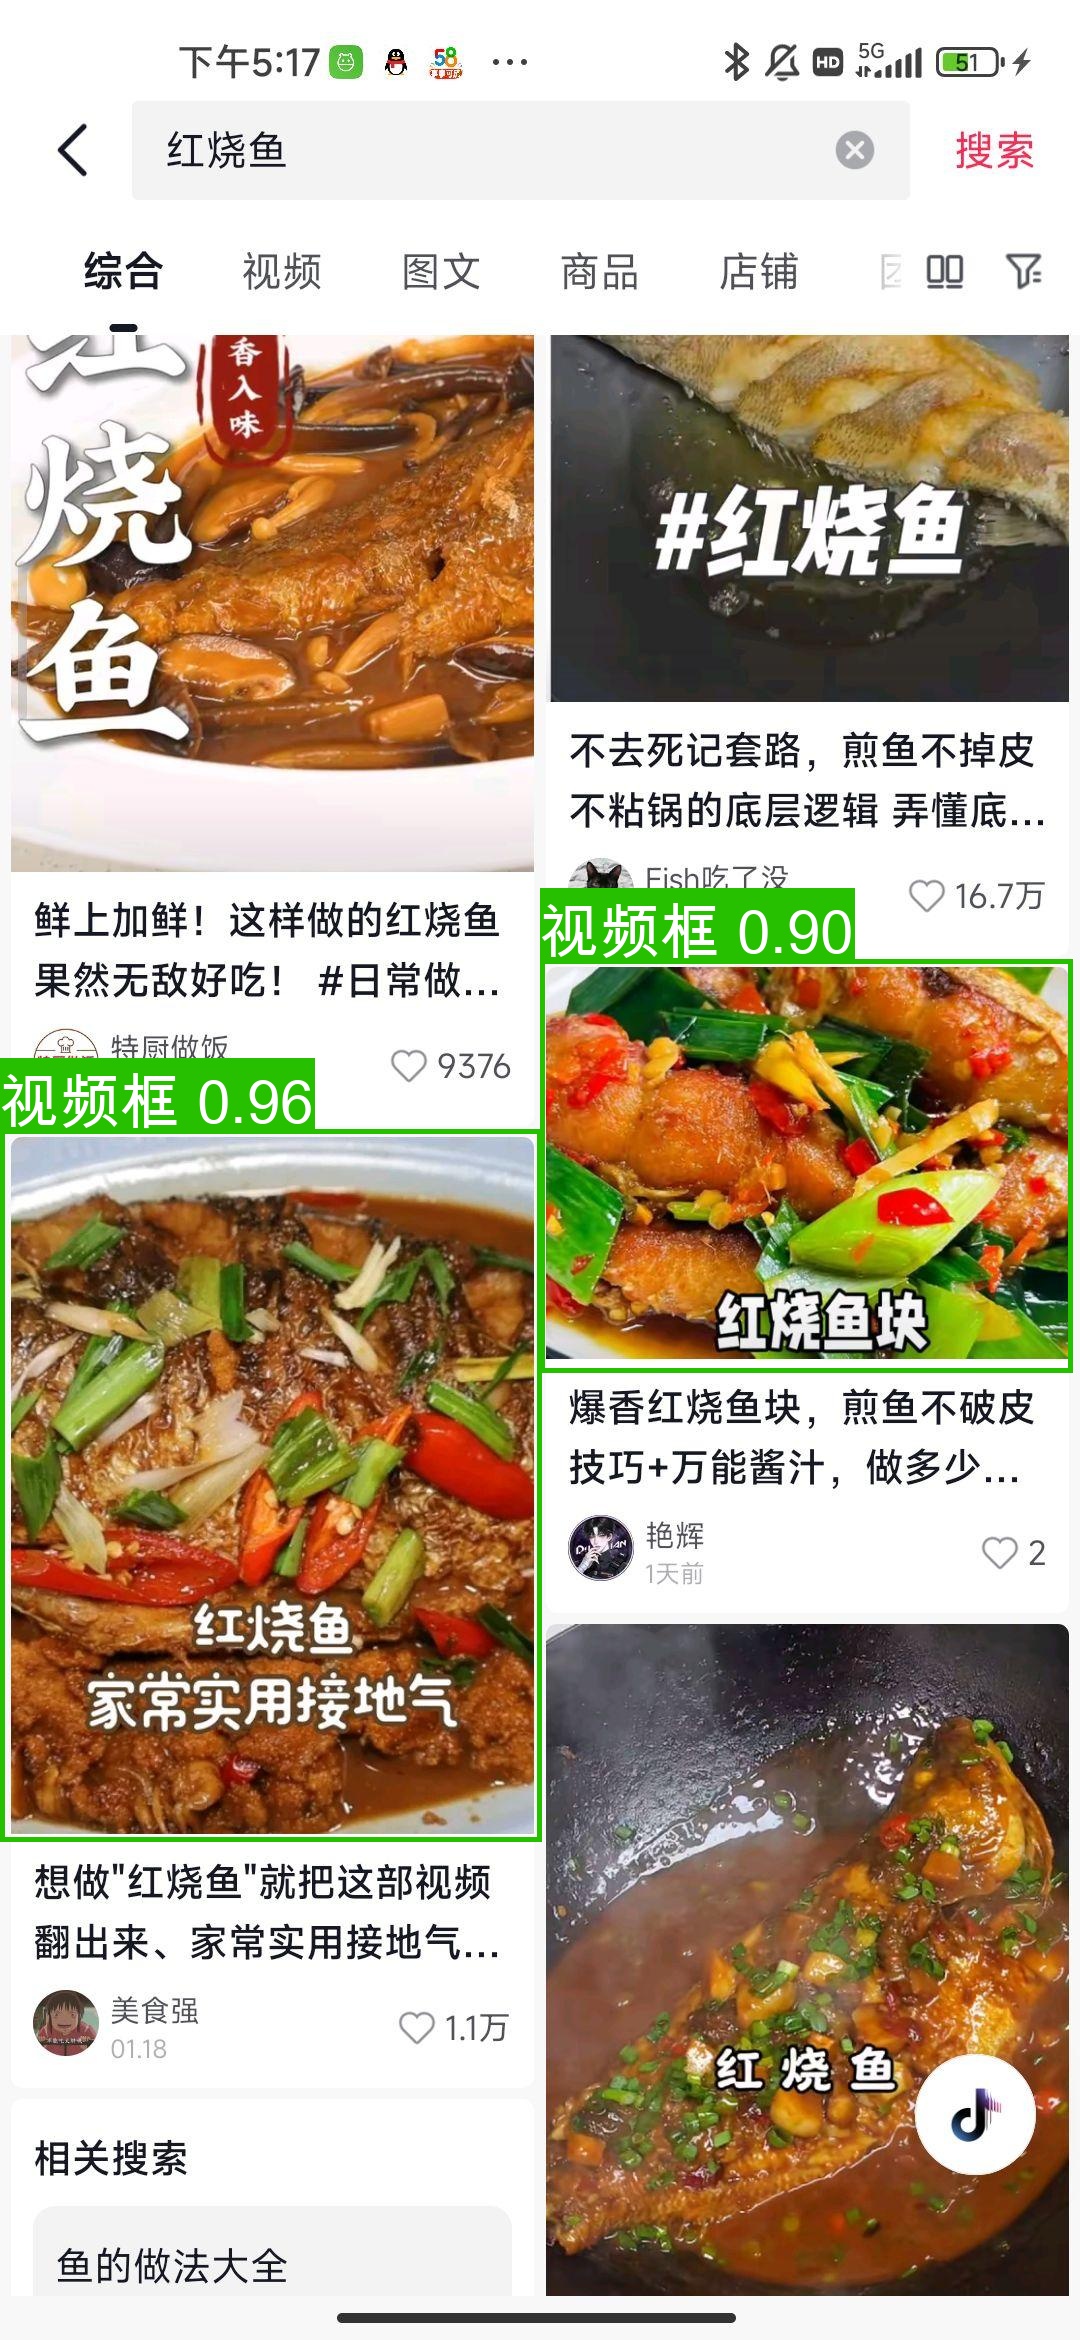 下午5:17
58
HD
5G
51
红烧鱼
搜索
综合
视频
图文
商品
店铺
香入味
烧鱼
鲜上加鲜！这样做的红烧鱼
果然无敌好吃！ #日常做...
特厨做饭
9376
#红烧鱼
不去死记套路，煎鱼不掉皮
不粘锅的底层逻辑 弄懂底...
Fish吃了没
16.7万
视频框 0.90
红烧鱼块
爆香红烧鱼块，煎鱼不破皮
技巧+万能酱汁，做多少...
艳辉
1天前
2
视频框 0.96
红烧鱼
家常实用接地气
想做"红烧鱼"就把这部视频
翻出来、家常实用接地气...
美食强
01.18
1.1万
红烧鱼
相关搜索
鱼的做法大全